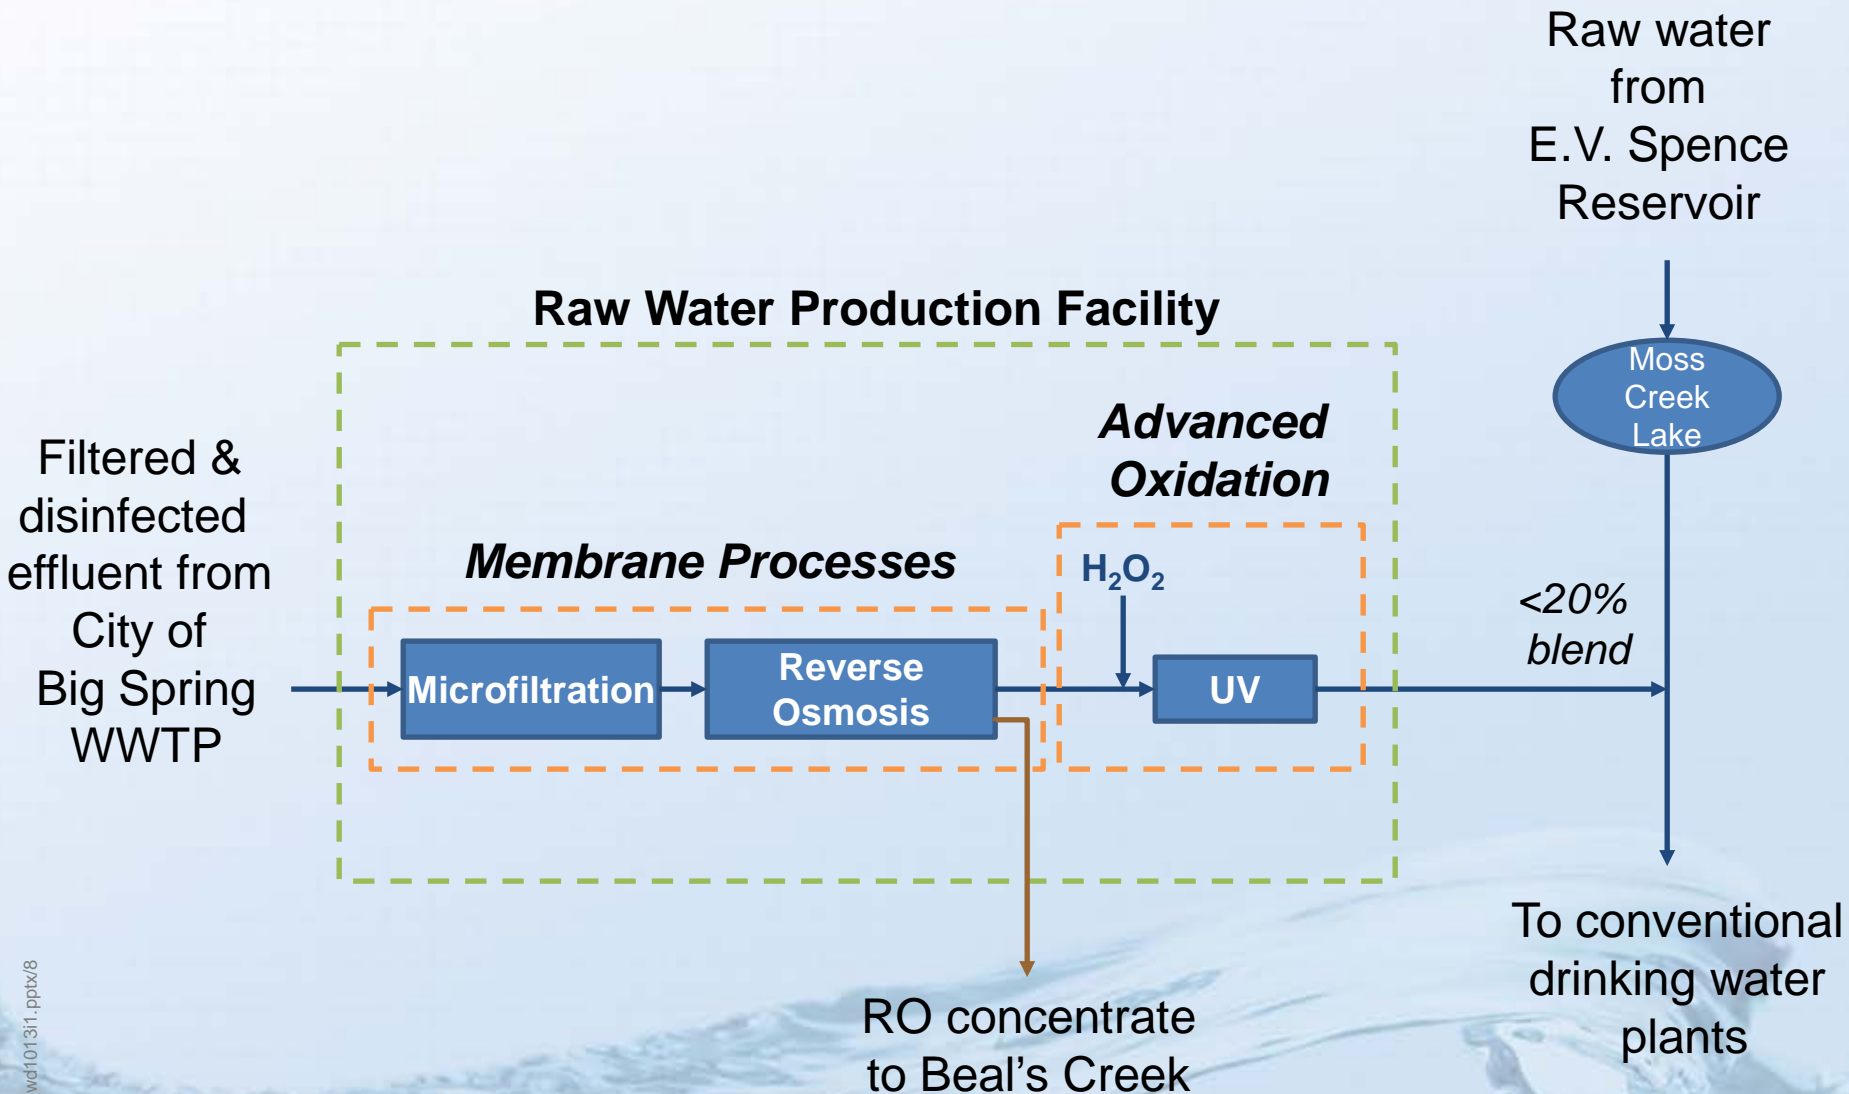 Raw water
from
E.V. Spence
Reservoir
Raw Water Production Facility
Moss
Creek
Lake
Advanced
Oxidation
Filtered &
disinfected
effluent from
City of
Big Spring
WWTP
Membrane Processes
H₂O₂
<20%
blend
Microfiltration
Reverse
Osmosis
UV
To conventional
drinking water
plants
RO concentrate
to Beal's Creek
wd1013i1.pptx/8